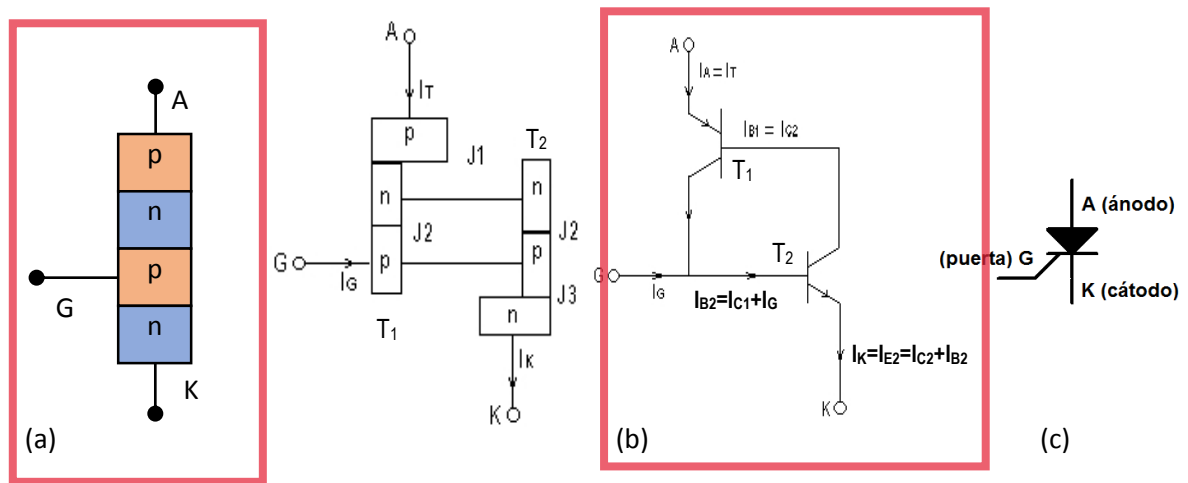 A
p
n
p
n
G
K
(a)
A
IT
p
J1
T2
n
n
J2
J2
G
IG
p
p
J3
T1
n
IK
K
A
IA = IT
IB1 = IC2
T1
T2
G
IG
IB2=IC1+IG
IK=IE2=IC2+IB2
K
(b)
A (ánodo)
(puerta) G
K (cátodo)
(c)